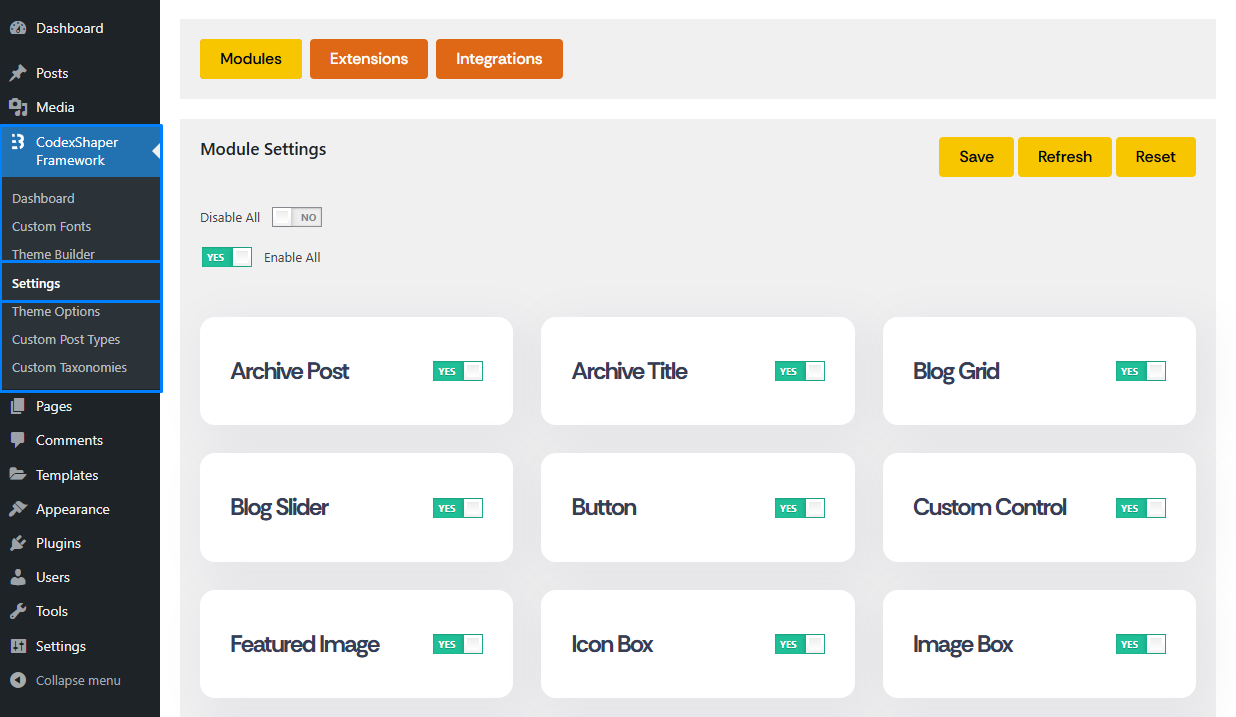 Dashboard
Posts
Media
CodexShaper
Framework
Dashboard
Custom Fonts
Theme Builder
Settings
Theme Options
Custom Post Types
Custom Taxonomies
Pages
Comments
Templates
Appearance
Plugins
Users
Tools
Settings
Collapse menu
Modules Extensions Integrations
Module Settings Save Refresh Reset
Disable All NO
YES Enable All
Archive Post YES Archive Title YES Blog Grid YES
Blog Slider YES Button YES Custom Control YES
Featured Image YES Icon Box YES Image Box YES